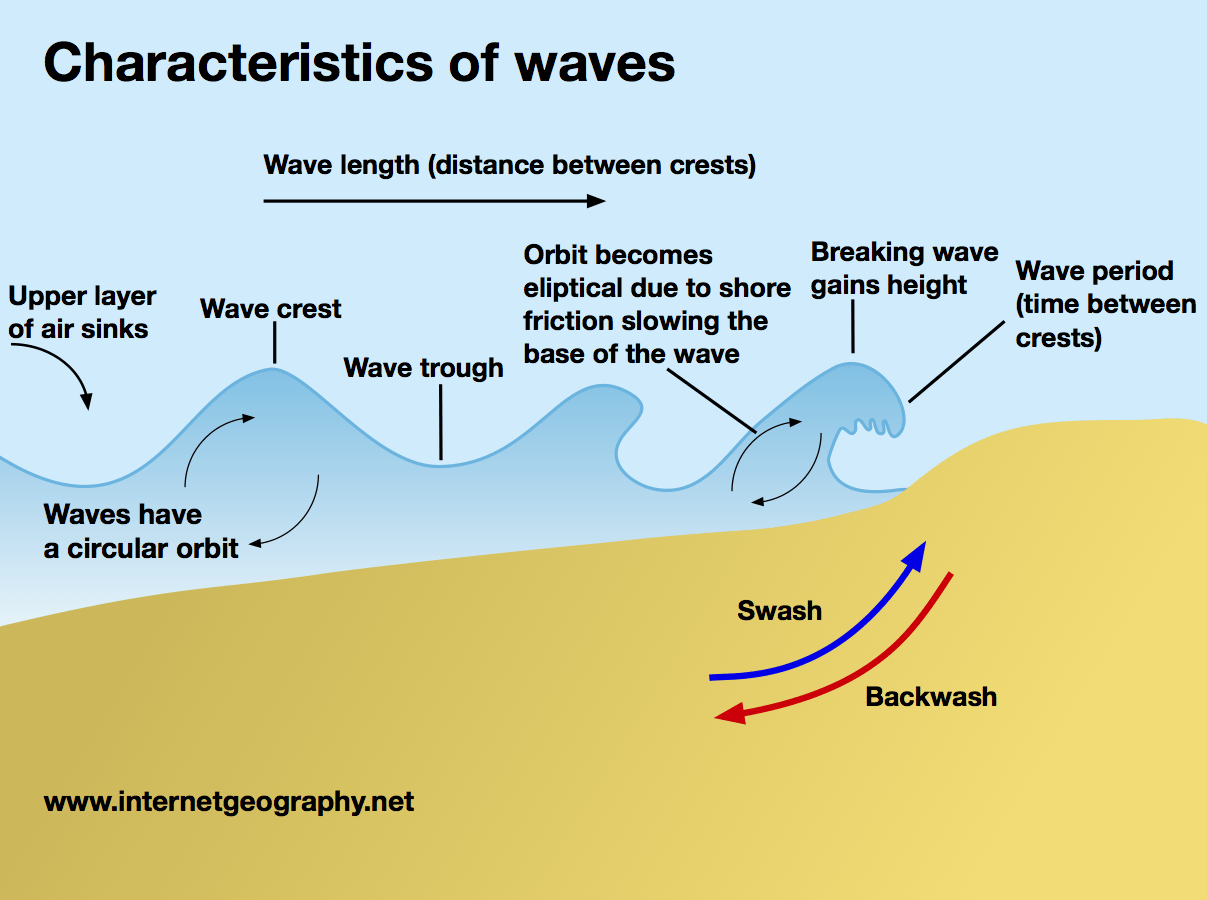 Characteristics of waves
Wave length (distance between crests)
Upper layer
of air sinks
Wave crest
Wave trough
Orbit becomes
eliptical due to shore
friction slowing the
base of the wave
Breaking wave
gains height
Wave period
(time between
crests)
Waves have
a circular orbit
Swash
Backwash
www.internetgeography.net